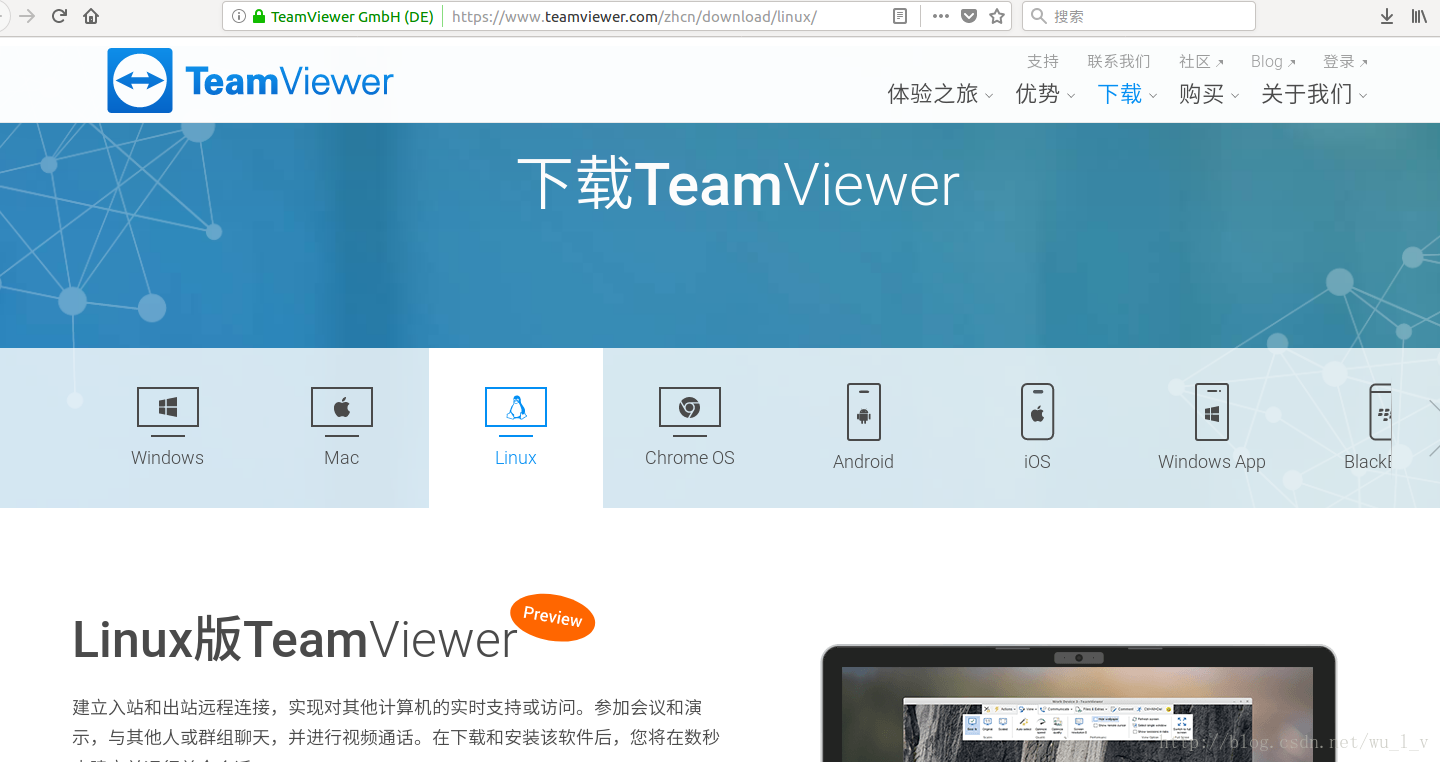 TeamViewer GmbH (DE)
https://www.teamviewer.com/zhcn/download/linux/
搜索
支持 联系我们 社区 Blog 登录
TeamViewer
体验之旅 优势 下载 购买 关于我们
下载TeamViewer
Windows Mac Linux Chrome OS Android iOS Windows App
Linux版TeamViewer
Preview
建立入站和出站远程连接，实现对其他计算机的实时支持或访问。参加会议和演
示，与其他人或群组聊天，并进行视频通话。在下载和安装该软件后，您将在数秒
http://blog.csdn.net/wu_l_v